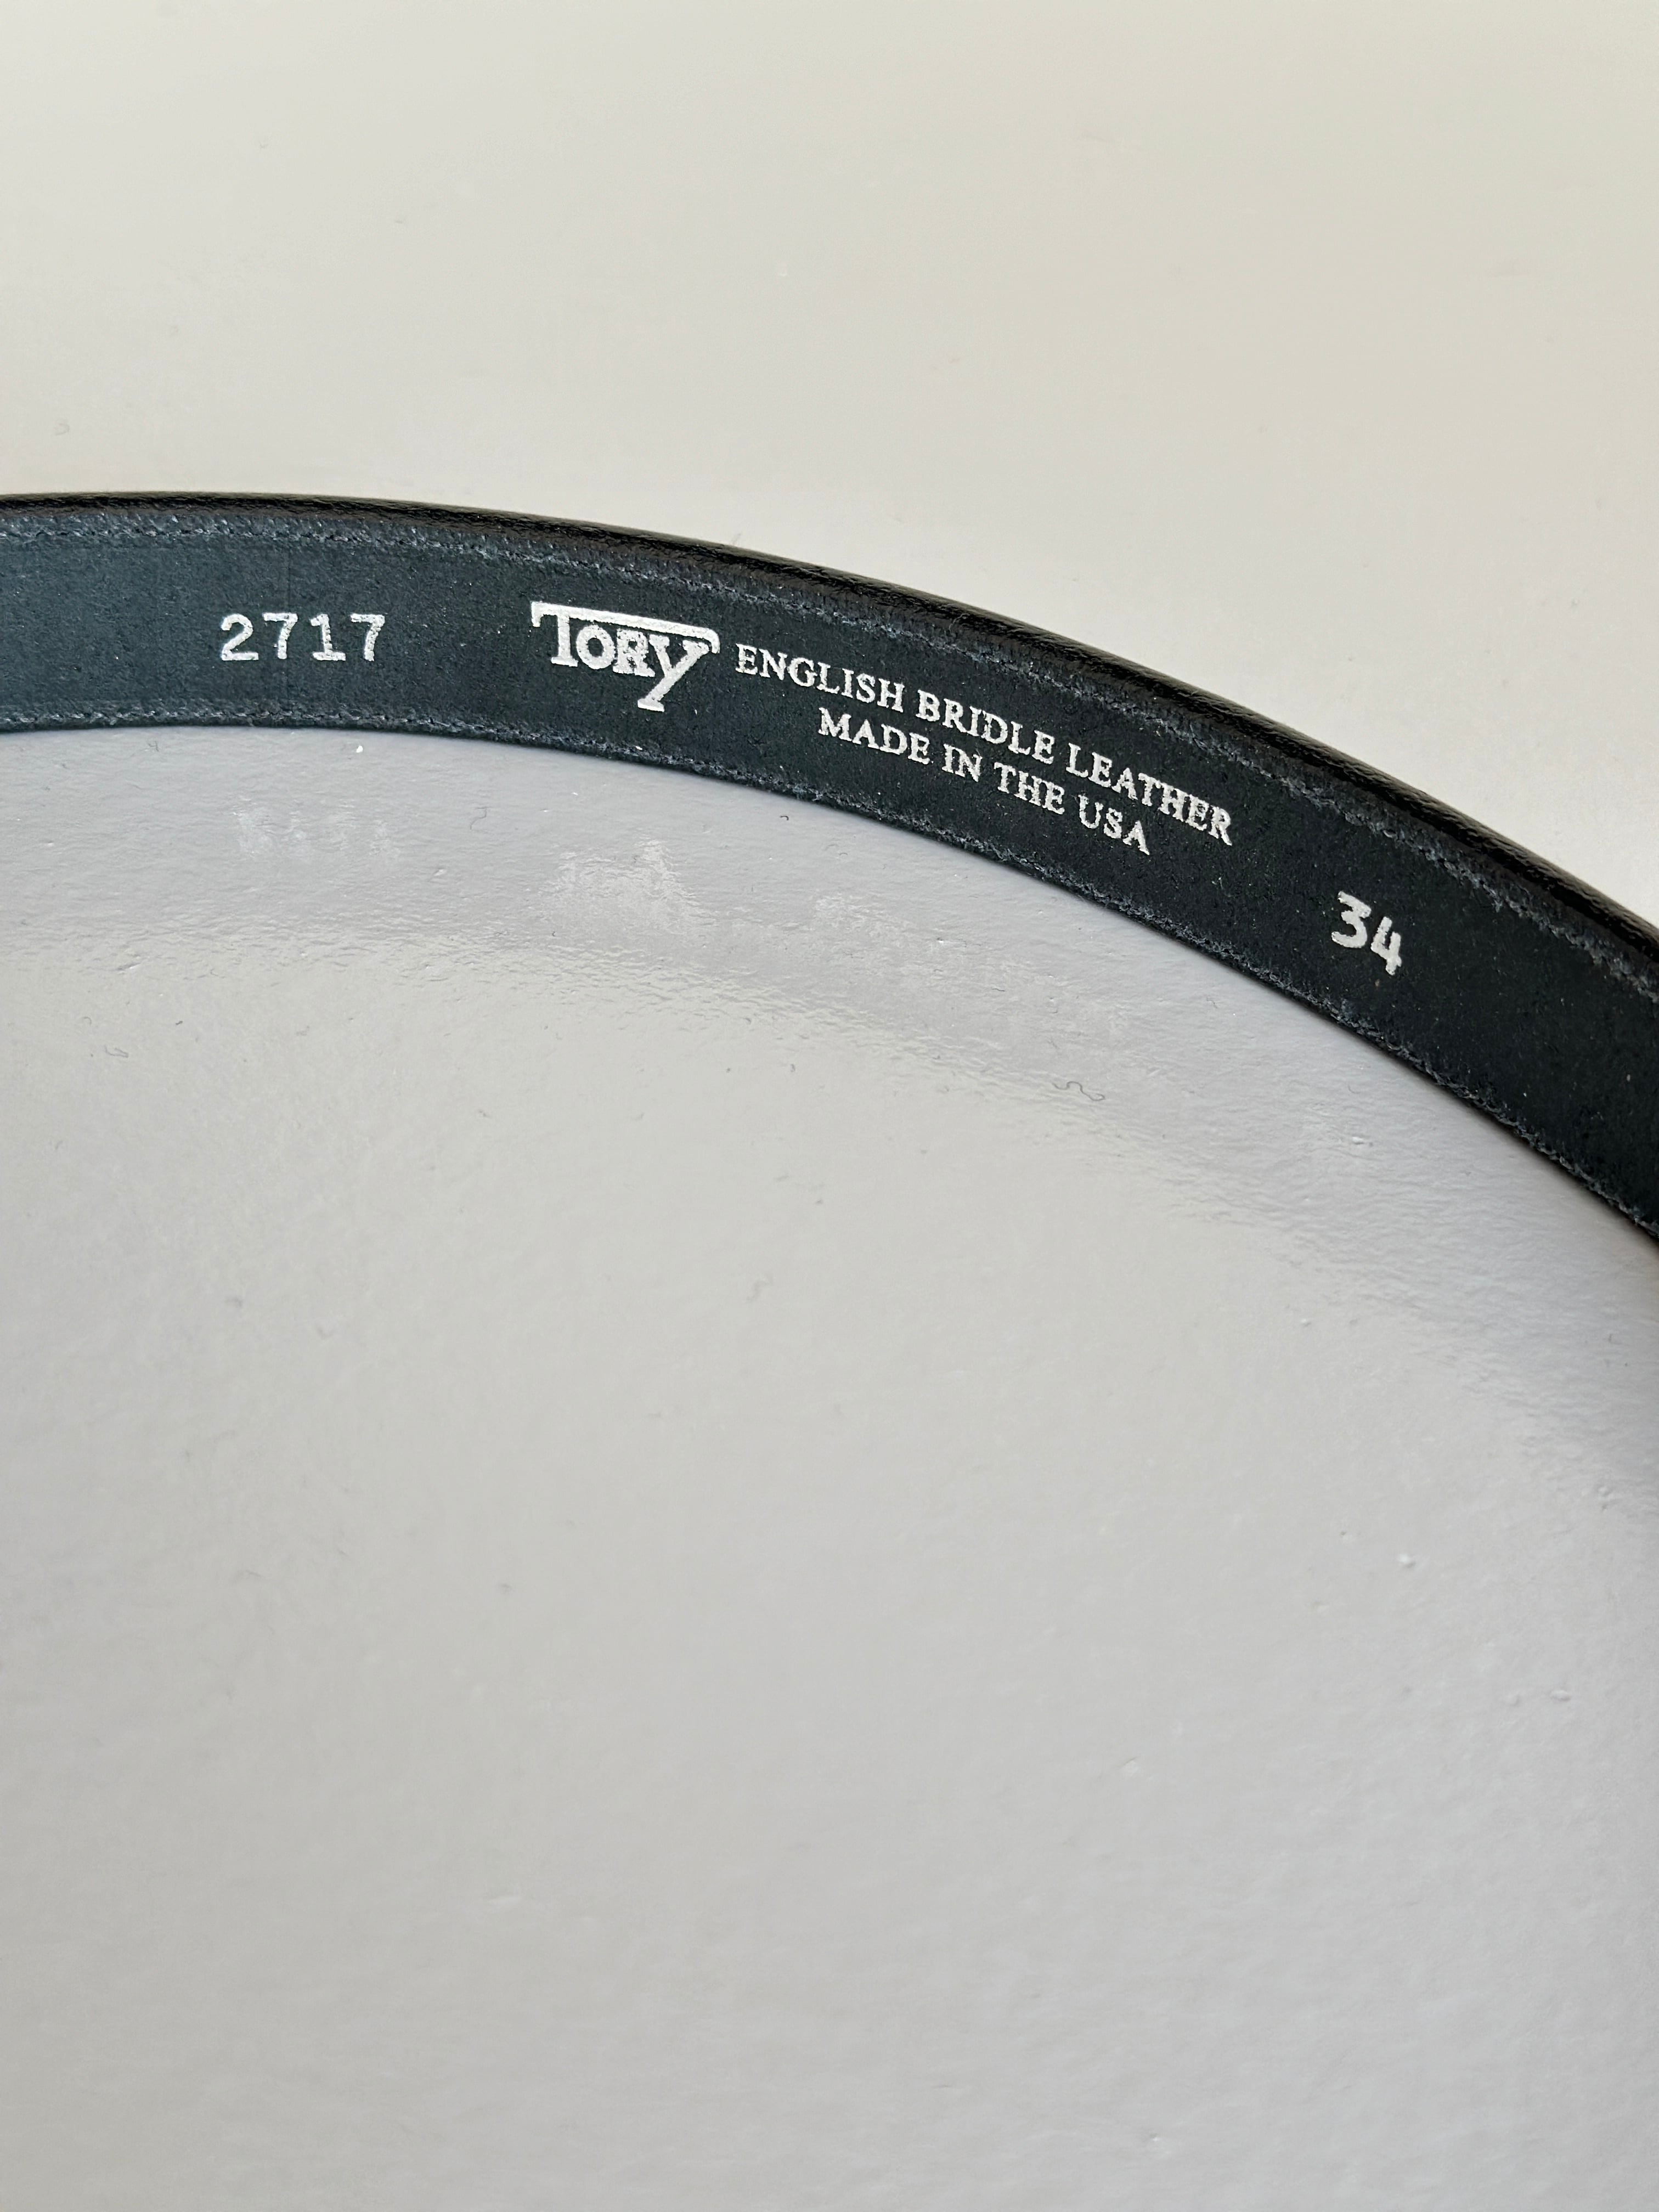 2717
TORY ENGLISH BRIDLE LEATHER
MADE IN THE USA
34